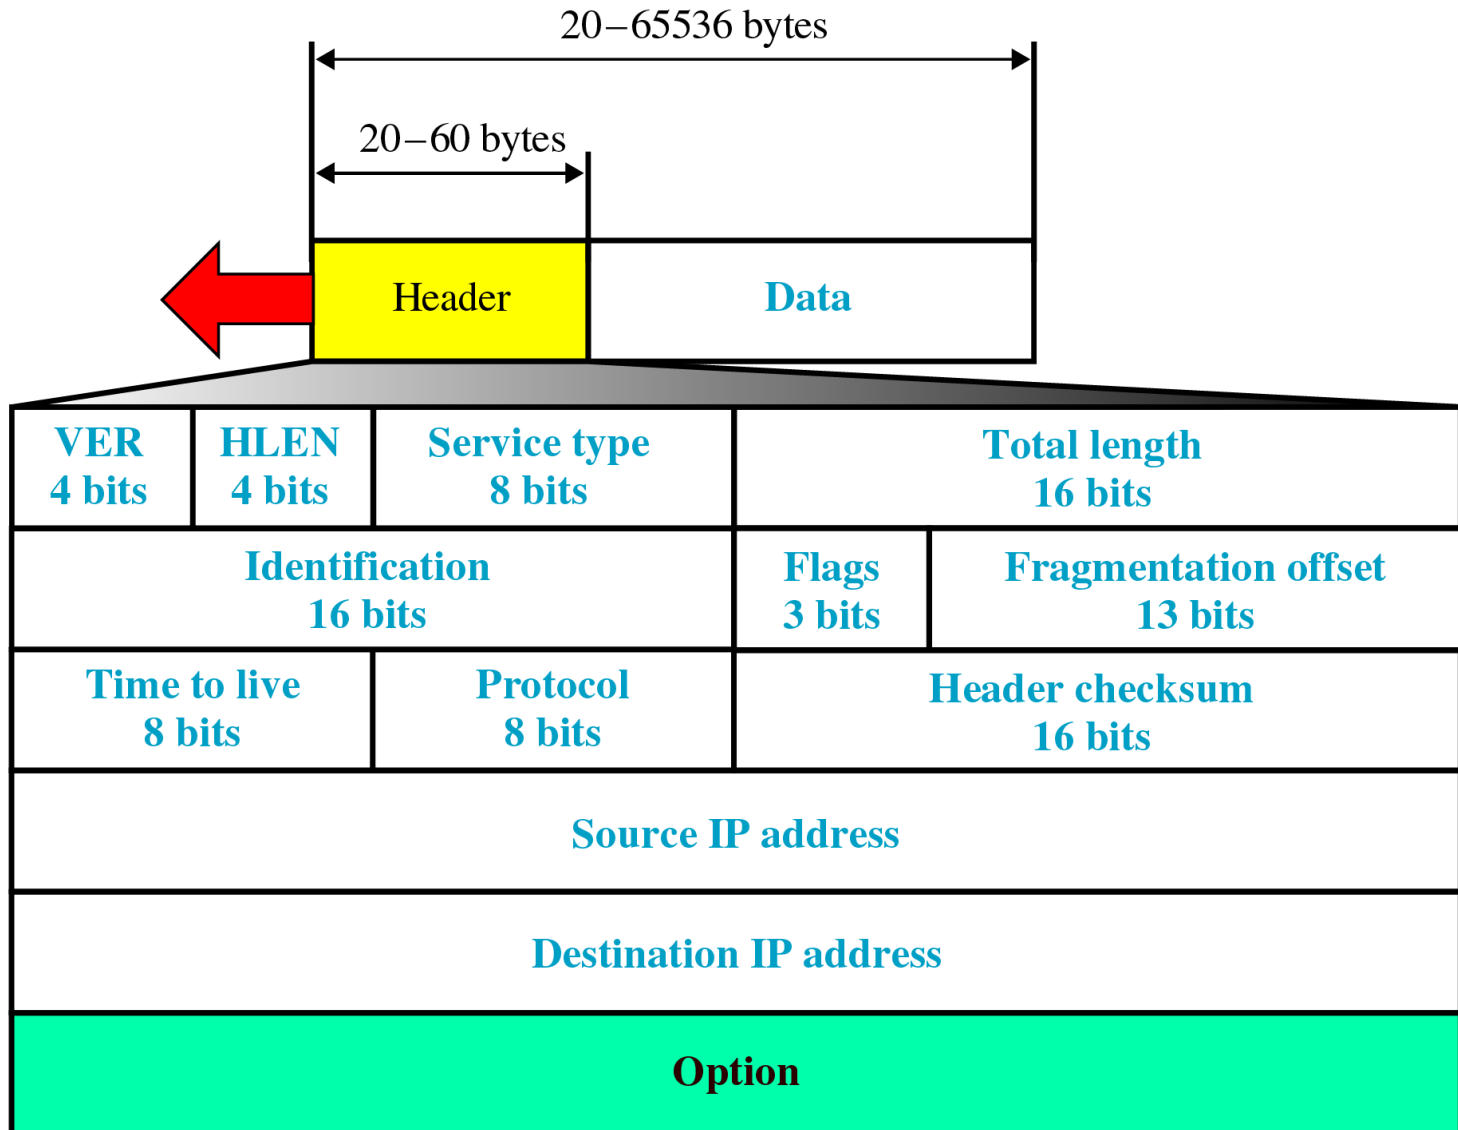 20–65536 bytes
20–60 bytes
Header
Data
VER
4 bits
HLEN
4 bits
Service type
8 bits
Total length
16 bits
Identification
16 bits
Flags
3 bits
Fragmentation offset
13 bits
Time to live
8 bits
Protocol
8 bits
Header checksum
16 bits
Source IP address
Destination IP address
Option